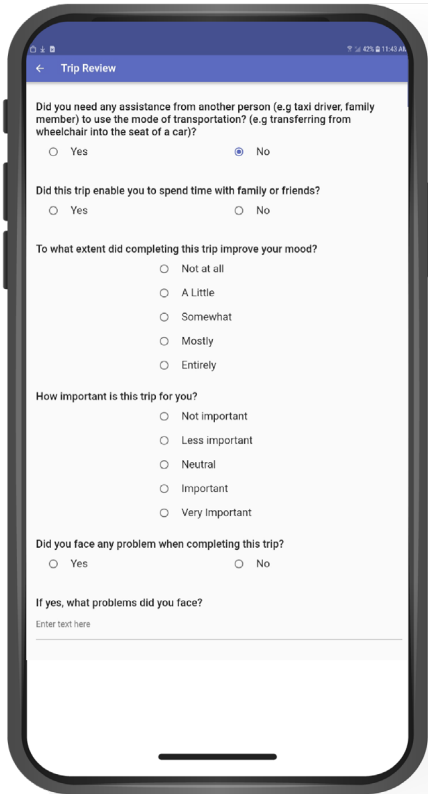 42% 11:43 AM
Trip Review
Did you need any assistance from another person (e.g taxi driver, family
member) to use the mode of transportation? (e.g transferring from
wheelchair into the seat of a car)?
Yes No
Did this trip enable you to spend time with family or friends?
Yes No
To what extent did completing this trip improve your mood?
Not at all
A Little
Somewhat
Mostly
Entirely
How important is this trip for you?
Not important
Less important
Neutral
Important
Very Important
Did you face any problem when completing this trip?
Yes No
If yes, what problems did you face?
Enter text here